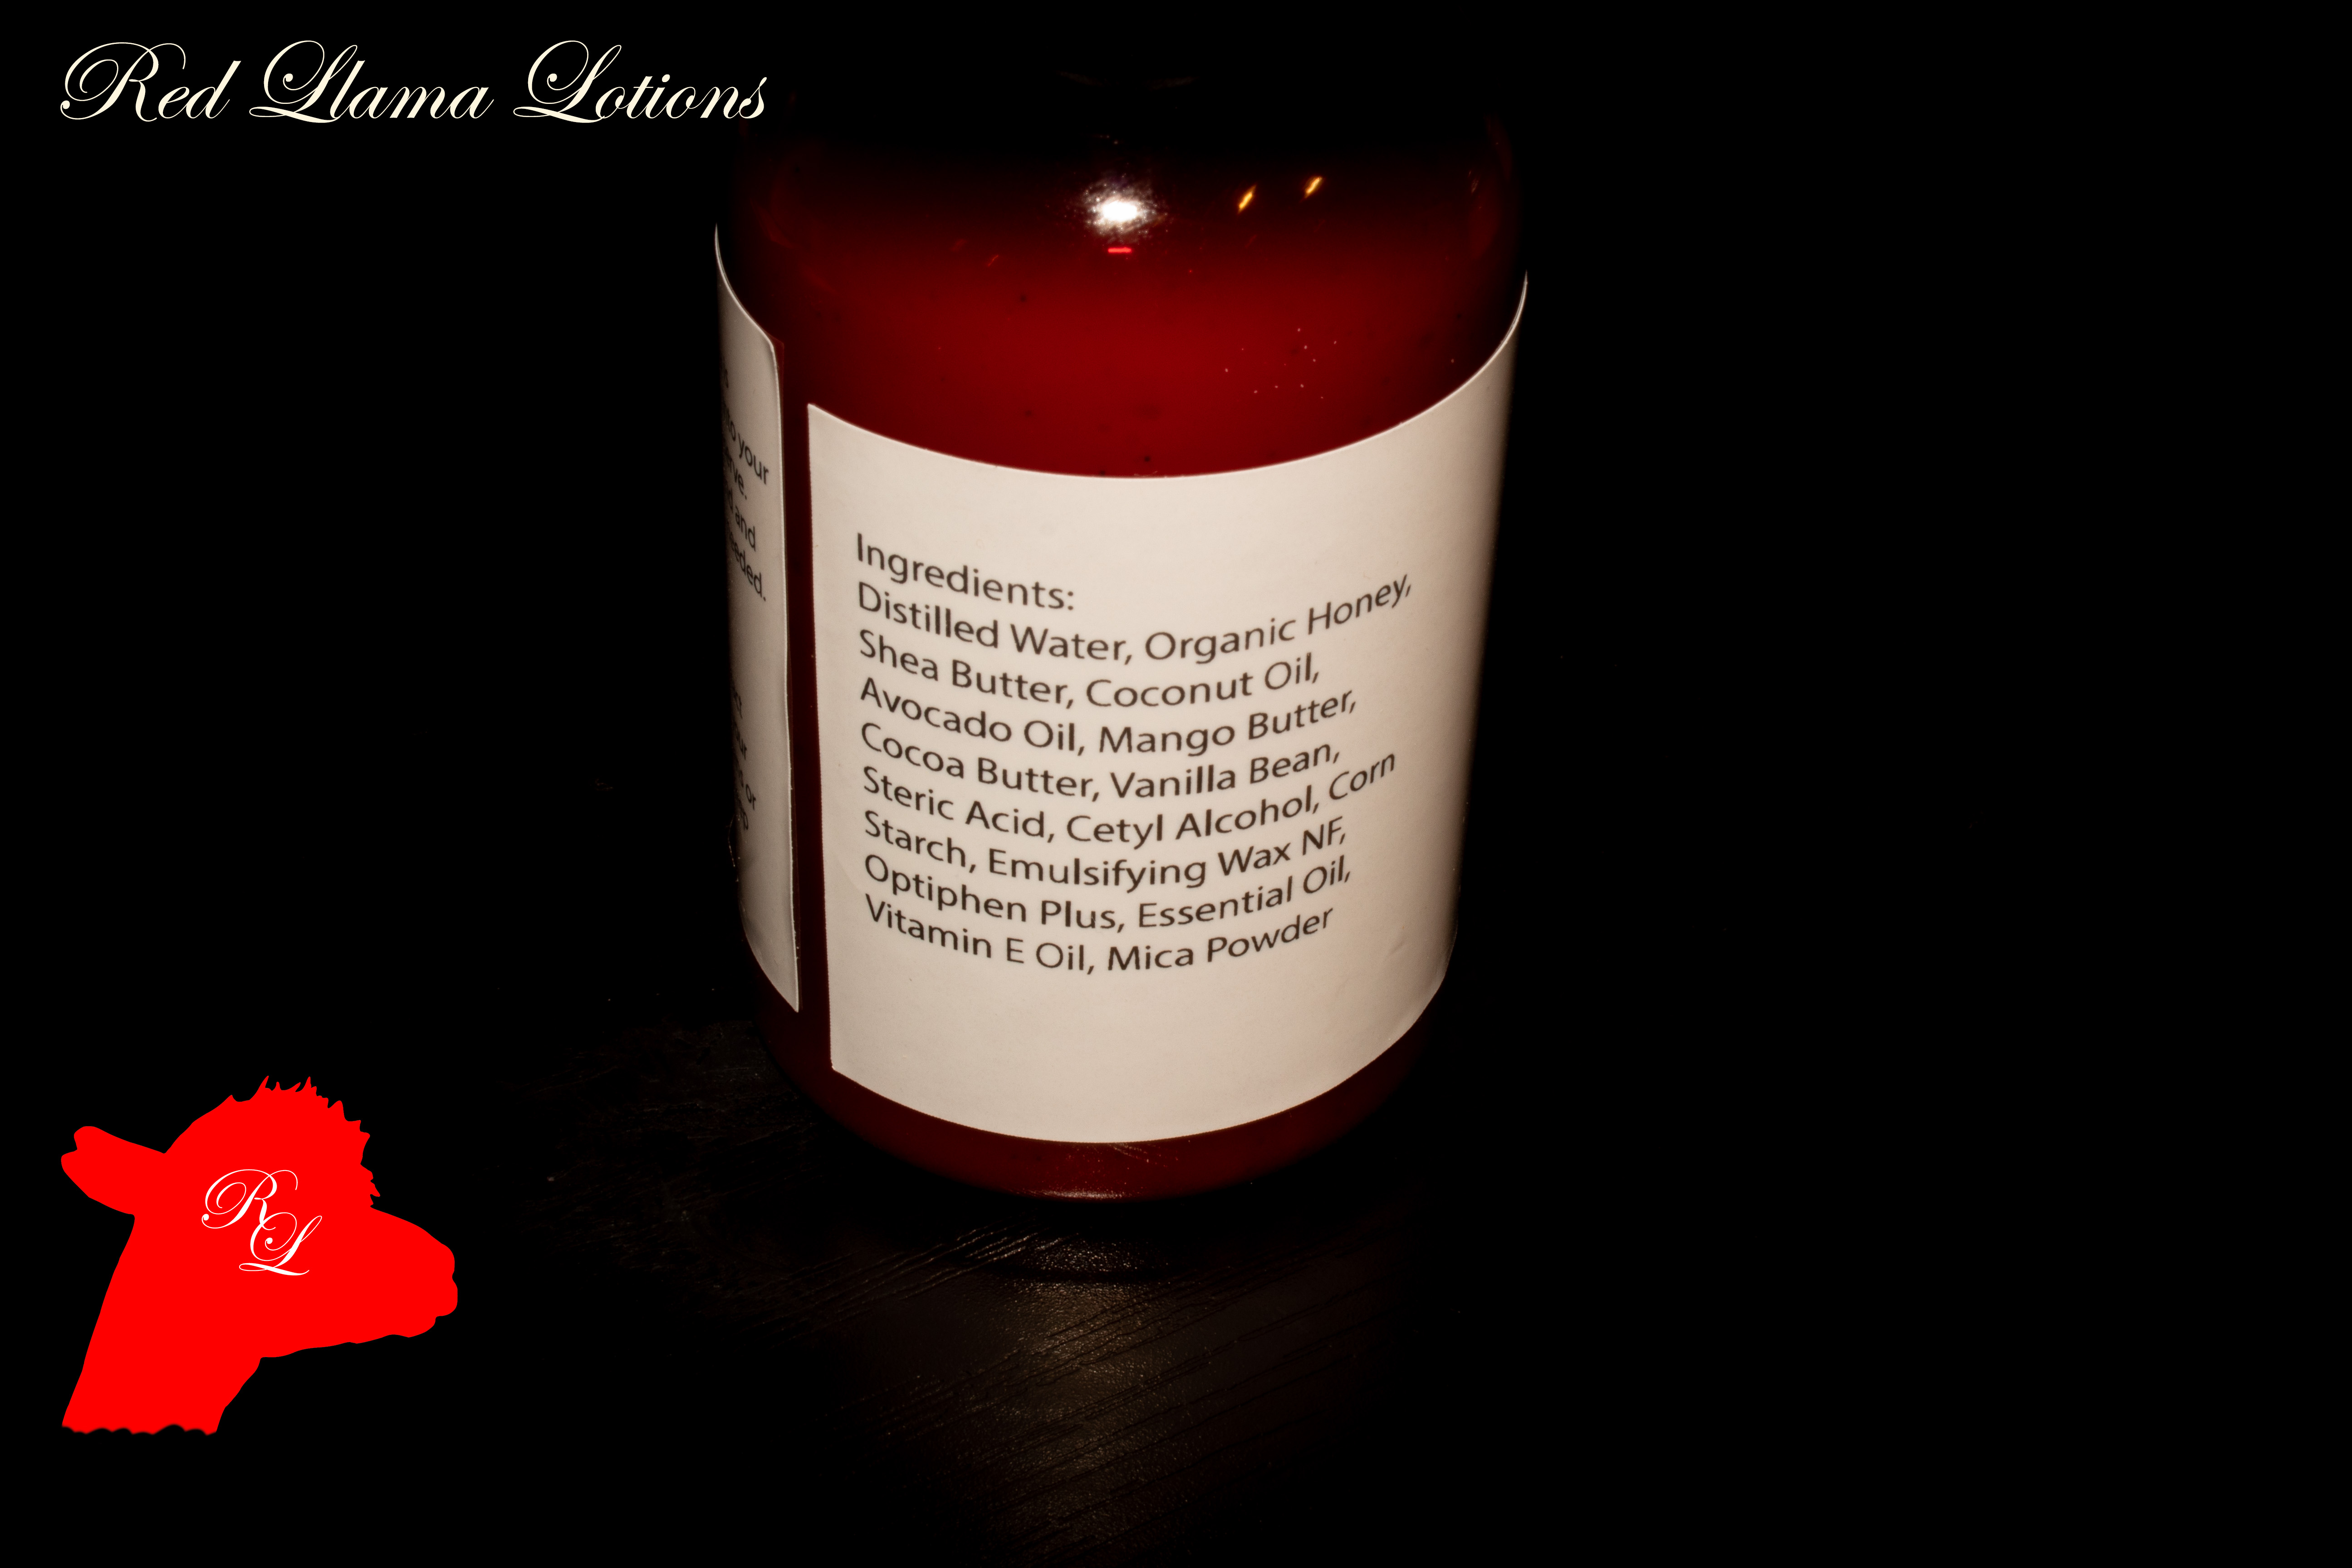 Red Llama Lotions
your
and
Ingredients:
Distilled Water, Organic Honey,
Shea Butter, Coconut Oil,
Avocado Oil, Mango Butter,
Cocoa Butter, Vanilla Bean,
Steric Acid, Cetyl Alcohol, Corn
Starch, Emulsifying Wax NF,
Optiphen Plus, Essential Oil,
Vitamin E Oil, Mica Powder
RL